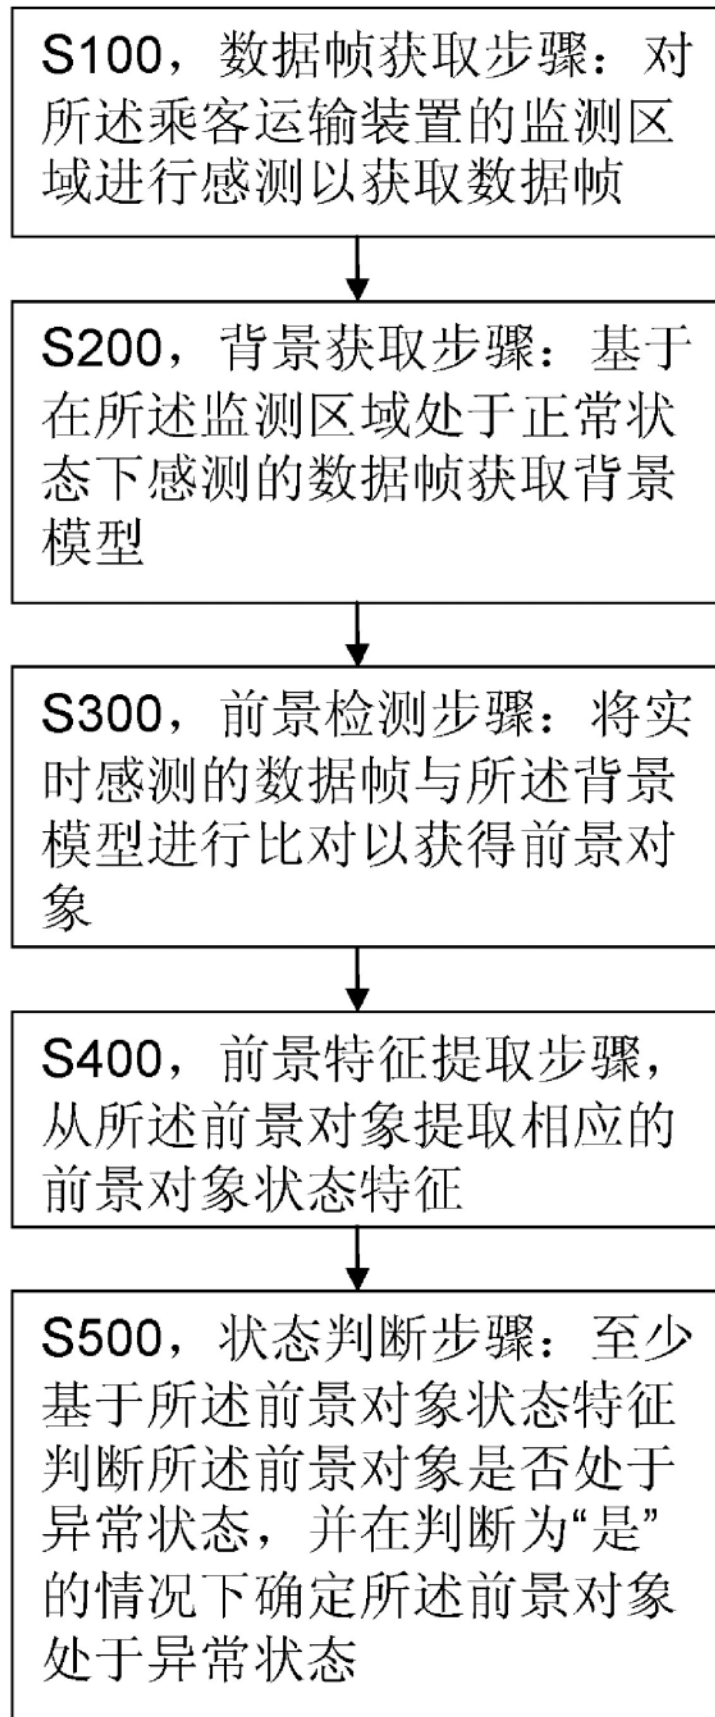 S100，数据帧获取步骤：对
所述乘客运输装置的监测区
域进行感测以获取数据帧
S200，背景获取步骤：基于
在所述监测区域处于正常状
态下感测的数据帧获取背景
模型
S300，前景检测步骤：将实
时感测的数据帧与所述背景
模型进行比对以获得前景对
象
S400，前景特征提取步骤，
从所述前景对象提取相应的
前景对象状态特征
S500，状态判断步骤：至少
基于所述前景对象状态特征
判断所述前景对象是否处于
异常状态，并在判断为“是”
的情况下确定所述前景对象
处于异常状态